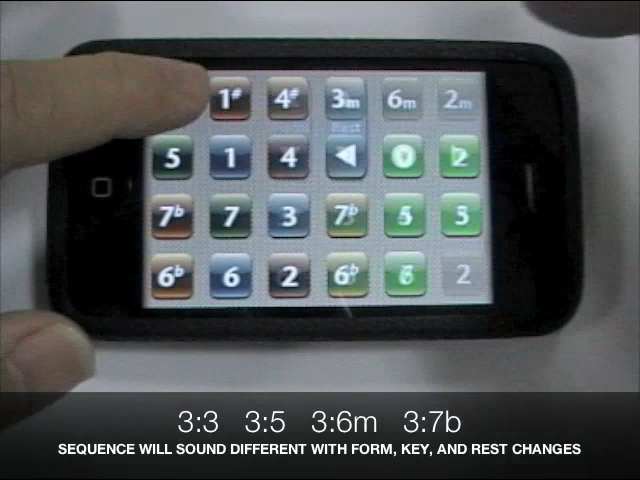 1# 4# 3m 6m 2m
Rest
5 1 4 2
7b 7 3 7b 5 3
6b 6 2 6b 2
3:3 3:5 3:6m 3:7b
SEQUENCE WILL SOUND DIFFERENT WITH FORM, KEY, AND REST CHANGES